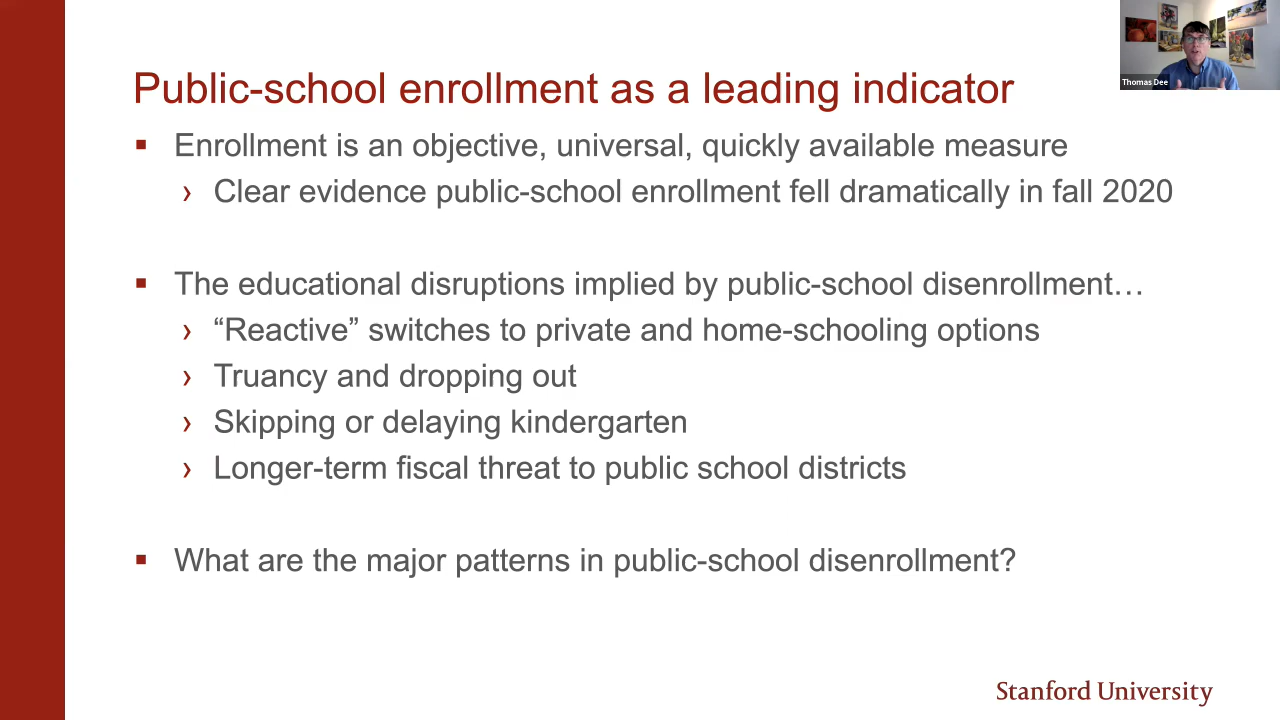 Public-school enrollment as a leading indicator
Thomas Dee
Enrollment is an objective, universal, quickly available measure
Clear evidence public-school enrollment fell dramatically in fall 2020
The educational disruptions implied by public-school disenrollment…
“Reactive” switches to private and home-schooling options
Truancy and dropping out
Skipping or delaying kindergarten
Longer-term fiscal threat to public school districts
What are the major patterns in public-school disenrollment?
Stanford University